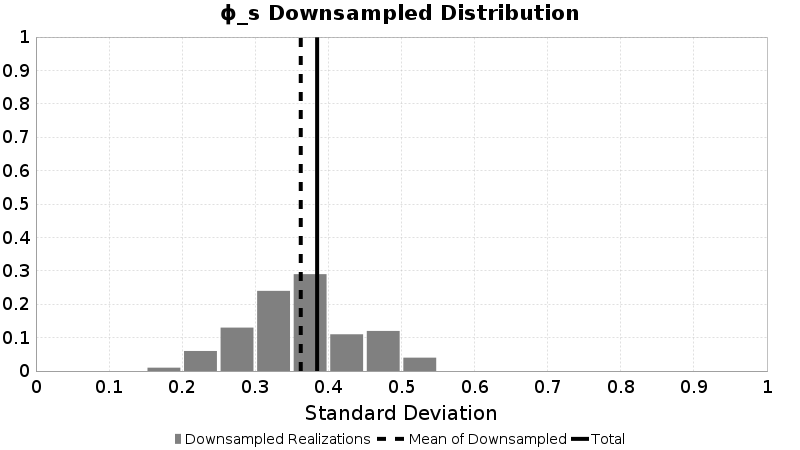 ϕ_s Downsampled Distribution
1
0.9
0.8
0.7
0.6
0.5
0.4
0.3
0.2
0.1
0
0 0.1 0.2 0.3 0.4 0.5 0.6 0.7 0.8 0.9 1
Standard Deviation
Downsampled Realizations Mean of Downsampled Total